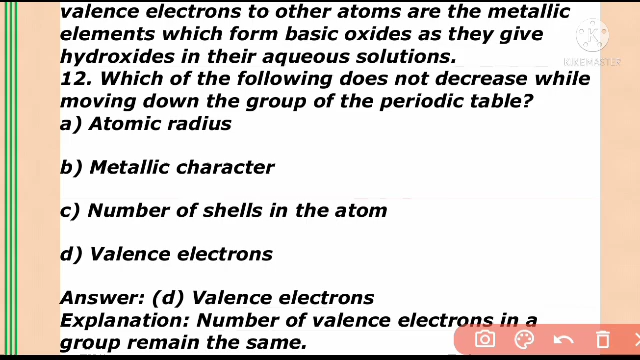 valence electrons to other atoms are the metallic
elements which form basic oxides as they give
hydroxides in their aqueous solutions.
12. Which of the following does not decrease while
moving down the group of the periodic table?
a) Atomic radius
b) Metallic character
c) Number of shells in the atom
d) Valence electrons
Answer: (d) Valence electrons
Explanation: Number of valence electrons in a
group remain the same.
KINEMASTER